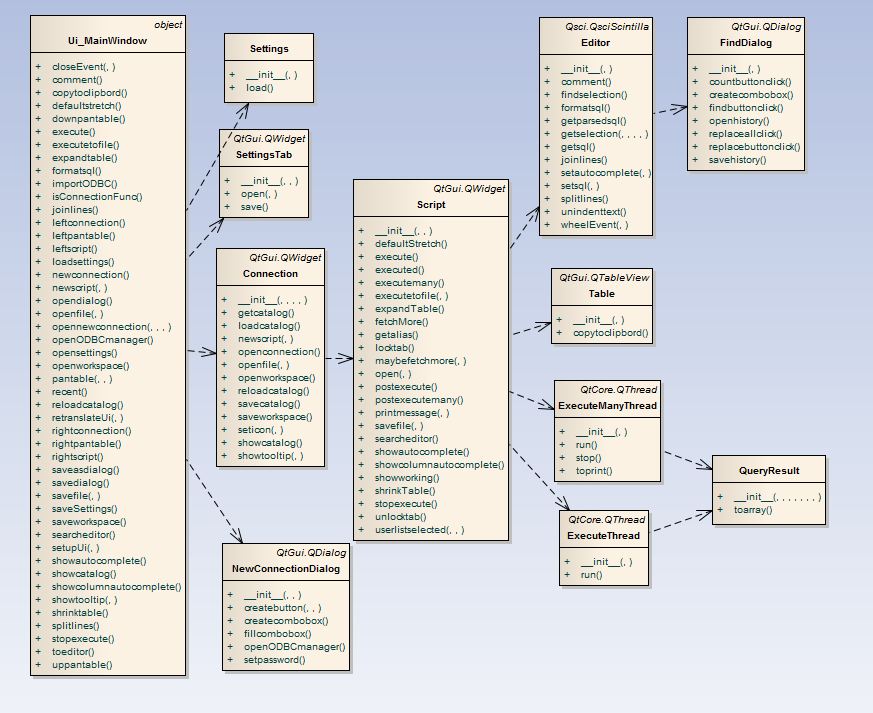 object
Ui_MainWindow
+ closeEvent(, )
+ comment()
+ copytoclipbord()
+ defaultstretch()
+ downpantable()
+ execute()
+ executetofile()
+ expandtable()
+ formatsql()
+ importODBC()
+ isConnectionFunc()
+ joinlines()
+ leftconnection()
+ leftpantable()
+ leftscript()
+ loadsettings()
+ newconnection()
+ newscript(, )
+ opendialog()
+ openfile(, )
+ opennewconnection(, , , )
+ openODBCmanager()
+ opensettings()
+ openworkspace()
+ pantable(, , )
+ recent()
+ reloadcatalog()
+ retranslateUi(, )
+ rightconnection()
+ rightpantable()
+ rightscript()
+ saveasdialog()
+ savedialog()
+ savefile(, )
+ saveSettings()
+ saveworkspace()
+ searcheditor()
+ setupUi(, )
+ showautocomplete()
+ showcatalog()
+ showcolumnautocomplete()
+ showtooltip(, )
+ shrinktable()
+ splitlines()
+ stopexecute()
+ toeditor()
+ uppantable()
Settings
+ __init__(, )
+ load()
QtGui.QWidget
SettingsTab
+ __init__(, , )
+ open(, )
+ save()
QtGui.QWidget
Connection
+ __init__(, , , , )
+ getcatalog()
+ loadcatalog()
+ newscript(, )
+ openconnection()
+ openfile(, )
+ openworkspace()
+ reloadcatalog()
+ savecatalog()
+ saveworkspace()
+ seticon(, )
+ showcatalog()
+ showtooltip(, )
QtGui.QDialog
NewConnectionDialog
+ __init__(, , )
+ createbutton(, , )
+ createcombobox()
+ fillcombobox()
+ openODBCmanager()
+ setpassword()
QtGui.QWidget
Script
+ __init__(, , )
+ defaultStretch()
+ execute()
+ executed()
+ executemany()
+ executetofile(, )
+ expandTable()
+ fetchMore()
+ getalias()
+ locktab()
+ maybefetchmore(, )
+ open(, )
+ postexecute()
+ postexecutemany()
+ printmessage(, )
+ savefile(, )
+ searcheditor()
+ showautocomplete()
+ showcolumnautocomplete()
+ showworking()
+ shrinkTable()
+ stopexecute()
+ unlocktab()
+ userlistselected(, , )
Qsci.QsciScintilla
Editor
+ __init__(, )
+ comment()
+ findselection()
+ formatsql()
+ getparsedsql()
+ getselection(, , , , )
+ getsql()
+ joinlines()
+ setautocomplete(, )
+ setsql(, )
+ splitlines()
+ unindenttext()
+ wheelEvent(, )
QtGui.QDialog
FindDialog
+ __init__(, )
+ countbuttonclick()
+ createcombobox()
+ findbuttonclick()
+ openhistory()
+ replaceallclick()
+ replacebuttonclick()
+ savehistory()
QtGui.QTableView
Table
+ __init__(, )
+ copytoclipbord()
QtCore.QThread
ExecuteManyThread
+ __init__(, )
+ run()
+ stop()
+ toprint()
QtCore.QThread
ExecuteThread
+ __init__(, )
+ run()
QueryResult
+ __init__(, , , , , , , )
+ toarray()